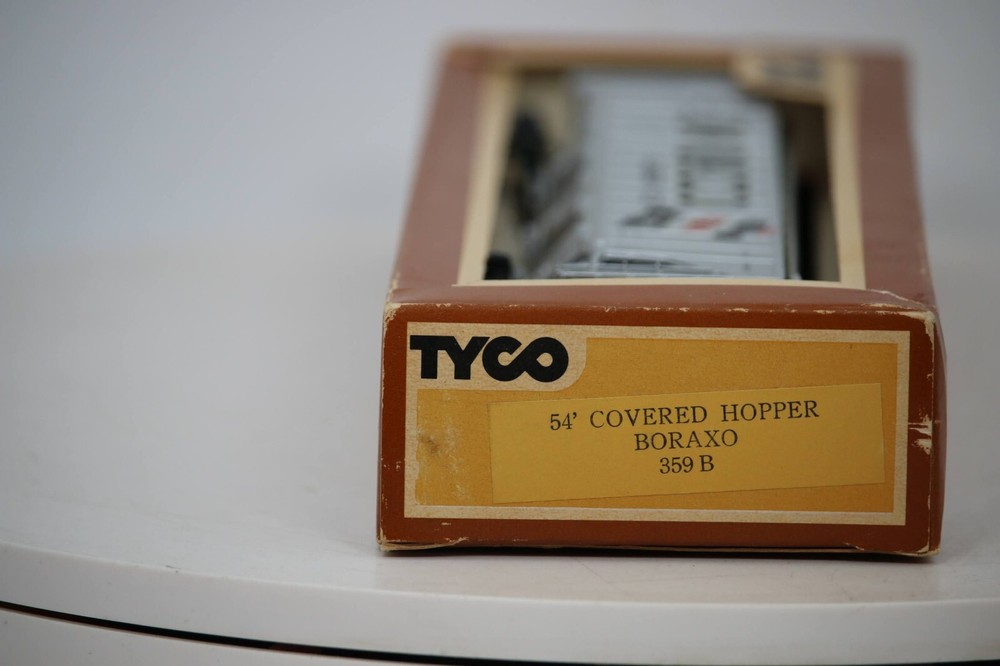 TYCO
54' COVERED HOPPER
BORAXO
359 B